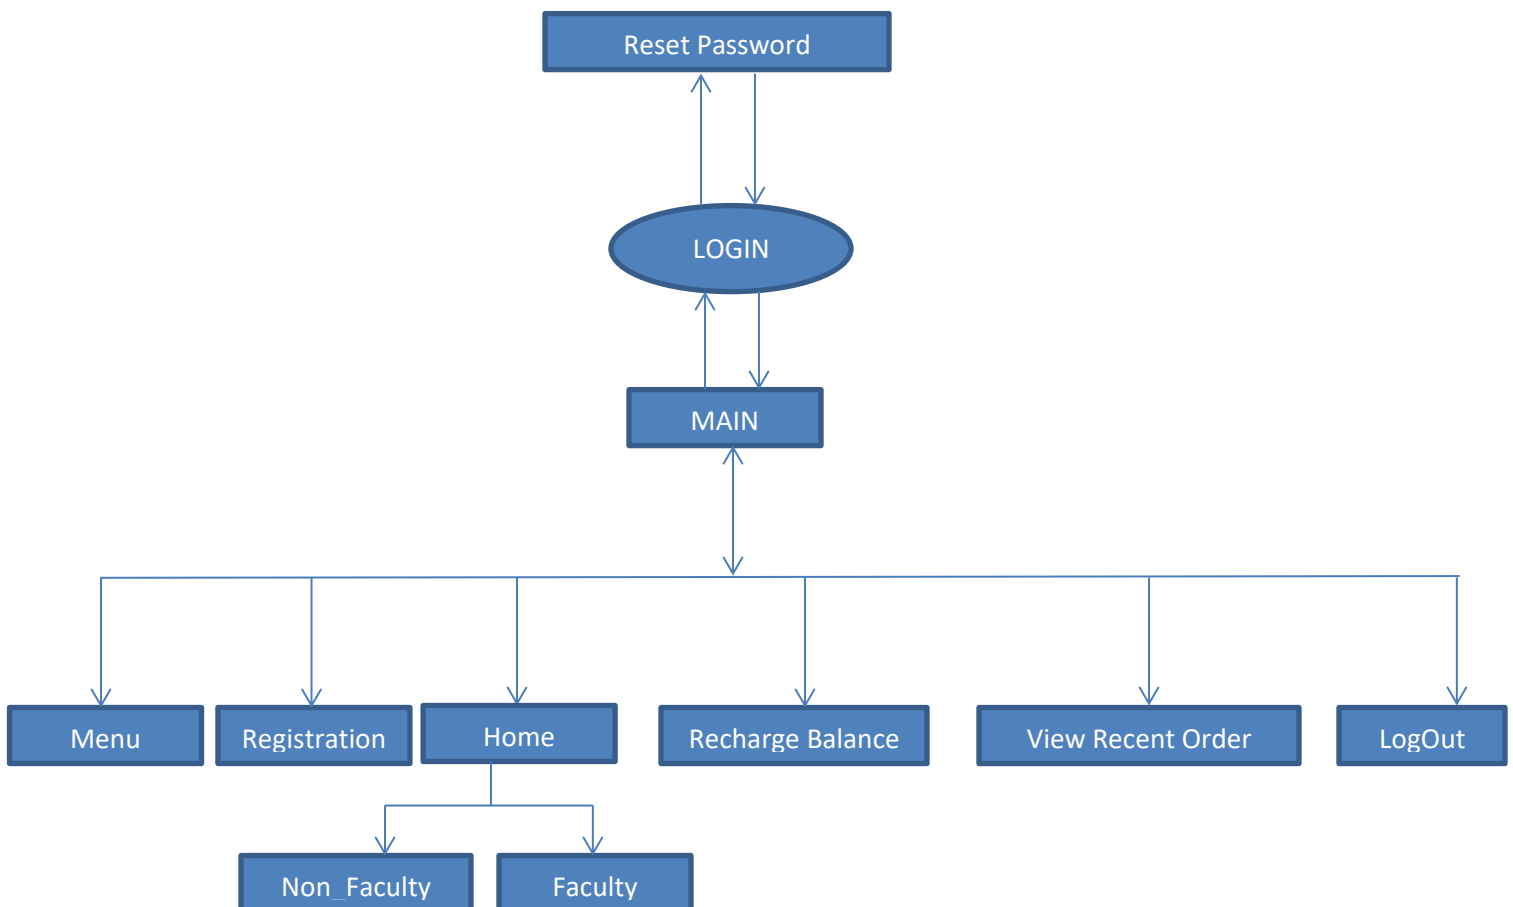 Reset Password
LOGIN
MAIN
Menu
Registration
Home
Recharge Balance
View Recent Order
LogOut
Non_Faculty
Faculty